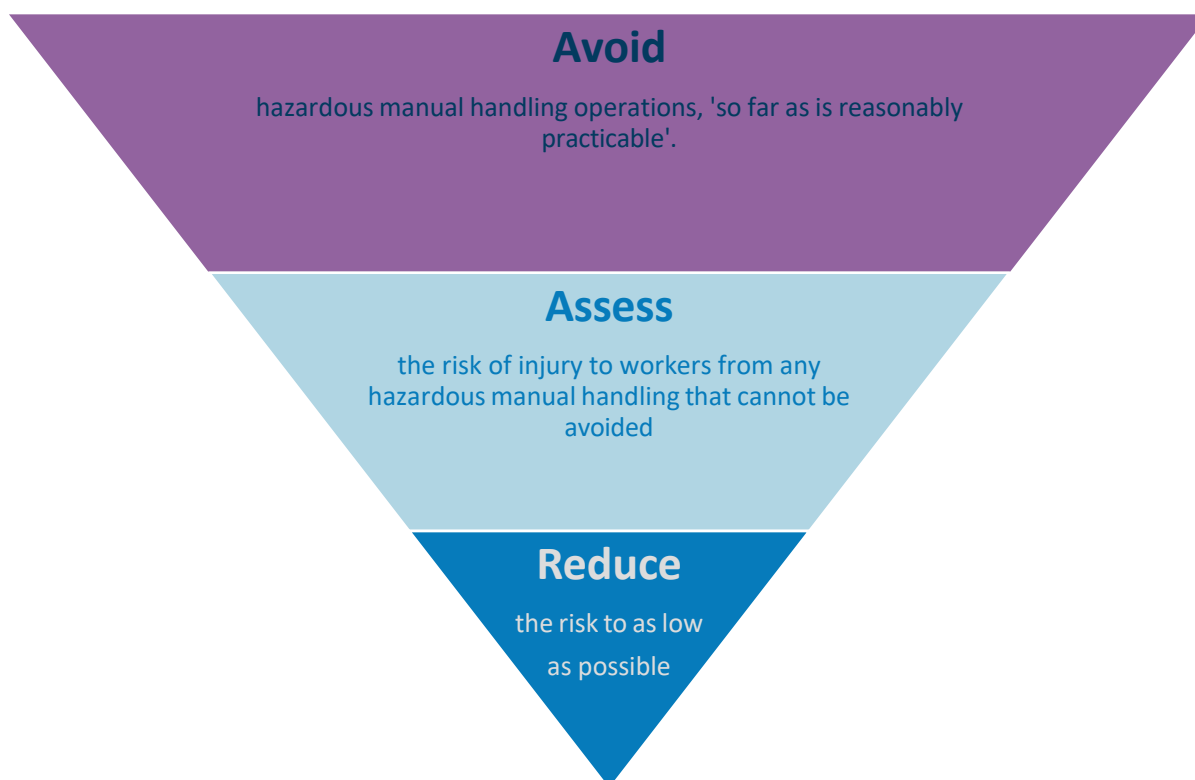 Avoid
hazardous manual handling operations, 'so far as is reasonably
practicable'.
Assess
the risk of injury to workers from any
hazardous manual handling that cannot be
avoided
Reduce
the risk to as low
as possible